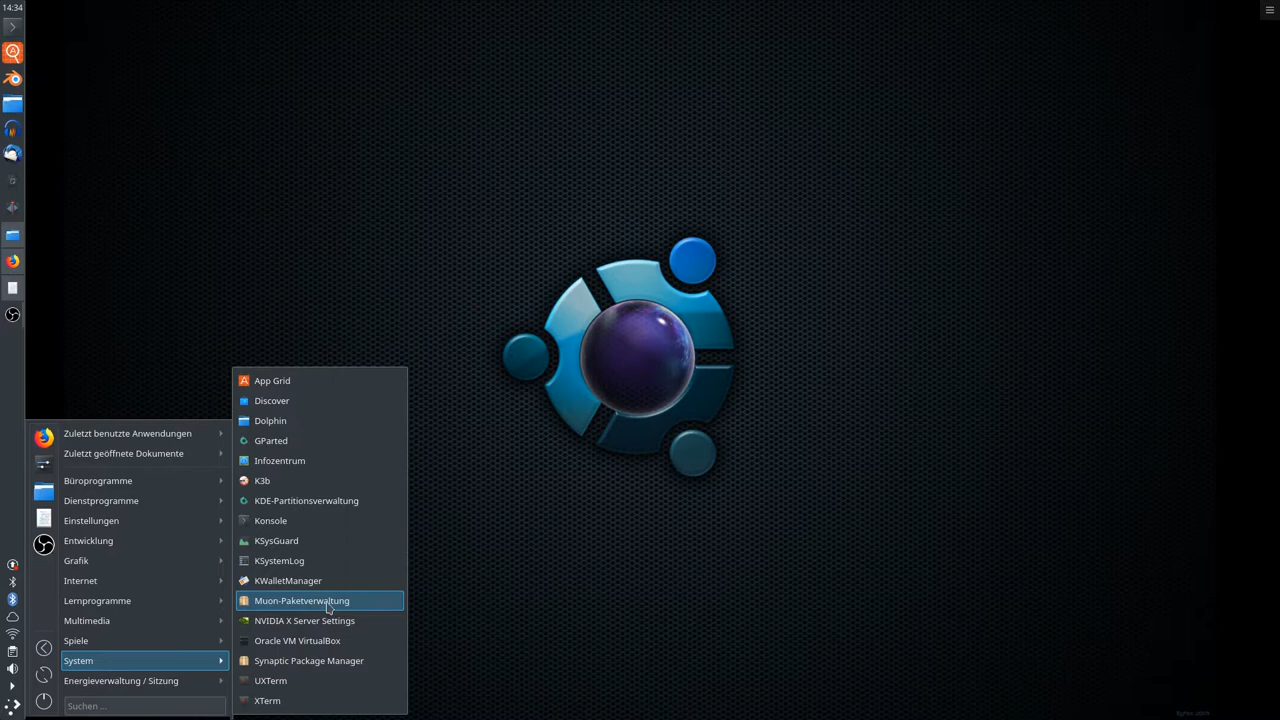 14:34
Zuletzt benutzte Anwendungen
Zuletzt geöffnete Dokumente
Büroprogramme
Dienstprogramme
Einstellungen
Entwicklung
Grafik
Internet
Lernprogramme
Multimedia
Spiele
System
Energieverwaltung / Sitzung
Suchen ...
App Grid
Discover
Dolphin
GParted
Infozentrum
K3b
KDE-Partitionsverwaltung
Konsole
KSysGuard
KSystemLog
KWalletManager
Muon-Paketverwaltung
NVIDIA X Server Settings
Oracle VM VirtualBox
Synaptic Package Manager
UXTerm
XTerm